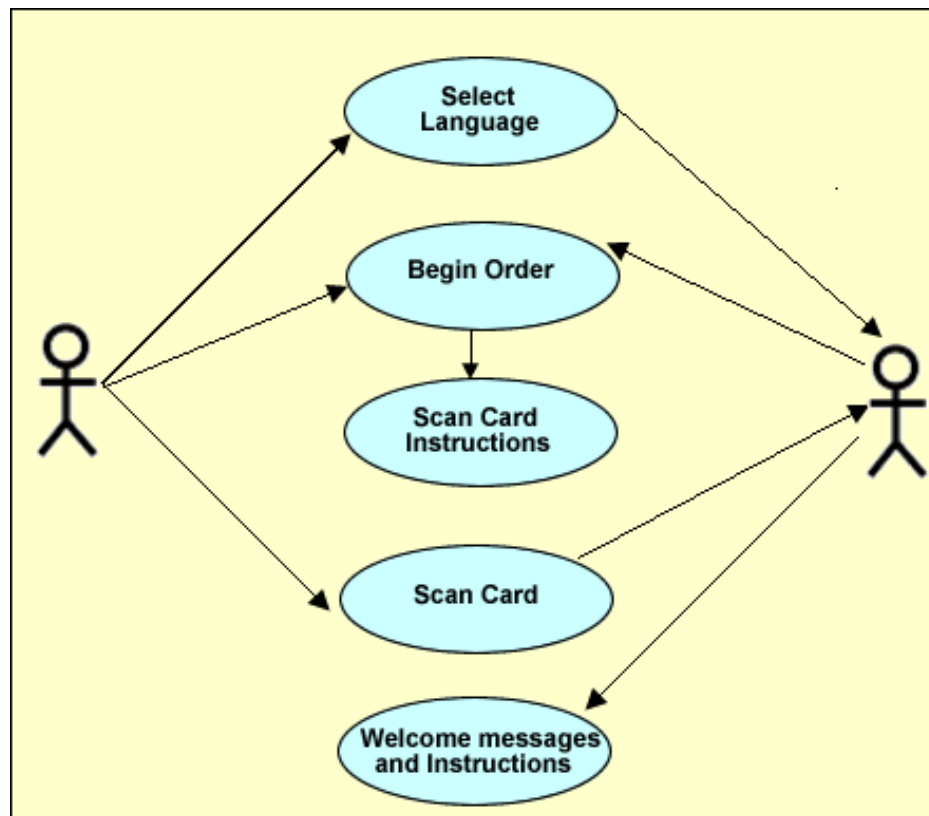 Select
Language
Begin Order
Scan Card
Instructions
Scan Card
Welcome messages
and Instructions